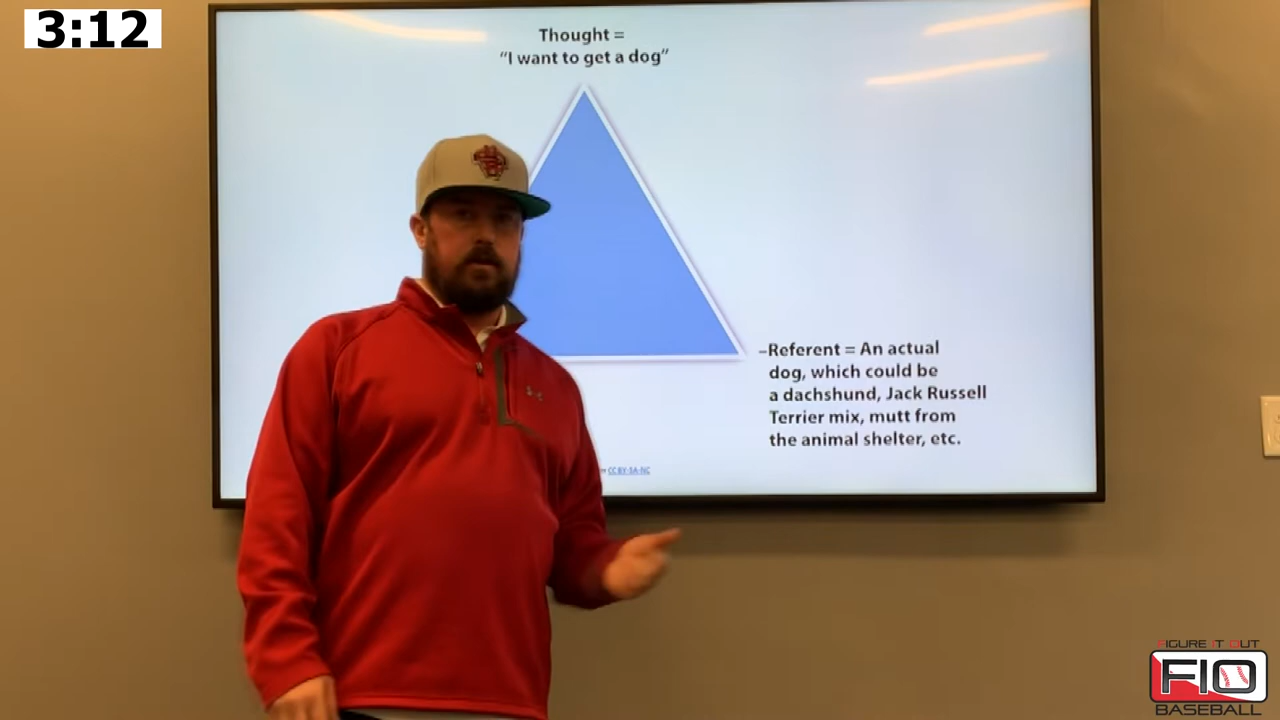 3:12
Thought =
“I want to get a dog”
–Referent = An actual
dog, which could be
a dachshund, Jack Russell
Terrier mix, mutt from
the animal shelter, etc.
CC BY-SA-NC
FIGURE IT OUT
FIO
BASEBALL